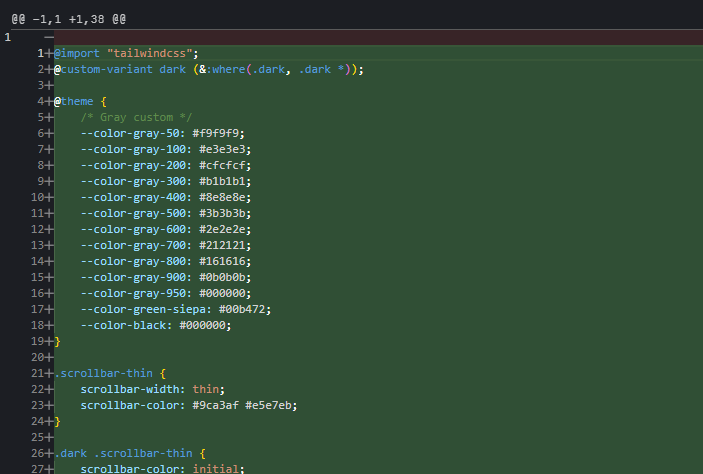 @@ -1,1 +1,38 @@
1 -
1+@import "tailwindcss";
2+@custom-variant dark (&:where(.dark, .dark *));
3+
4+@theme {
5+    /* Gray custom */
6+    --color-gray-50: #f9f9f9;
7+    --color-gray-100: #e3e3e3;
8+    --color-gray-200: #cfcfcf;
9+    --color-gray-300: #b1b1b1;
10+    --color-gray-400: #8e8e8e;
11+    --color-gray-500: #3b3b3b;
12+    --color-gray-600: #2e2e2e;
13+    --color-gray-700: #212121;
14+    --color-gray-800: #161616;
15+    --color-gray-900: #0b0b0b;
16+    --color-gray-950: #000000;
17+    --color-green-siepa: #00b472;
18+    --color-black: #000000;
19+}
20+
21+.scrollbar-thin {
22+    scrollbar-width: thin;
23+    scrollbar-color: #9ca3af #e5e7eb;
24+}
25+
26+.dark .scrollbar-thin {
27+    scrollbar-color: initial;